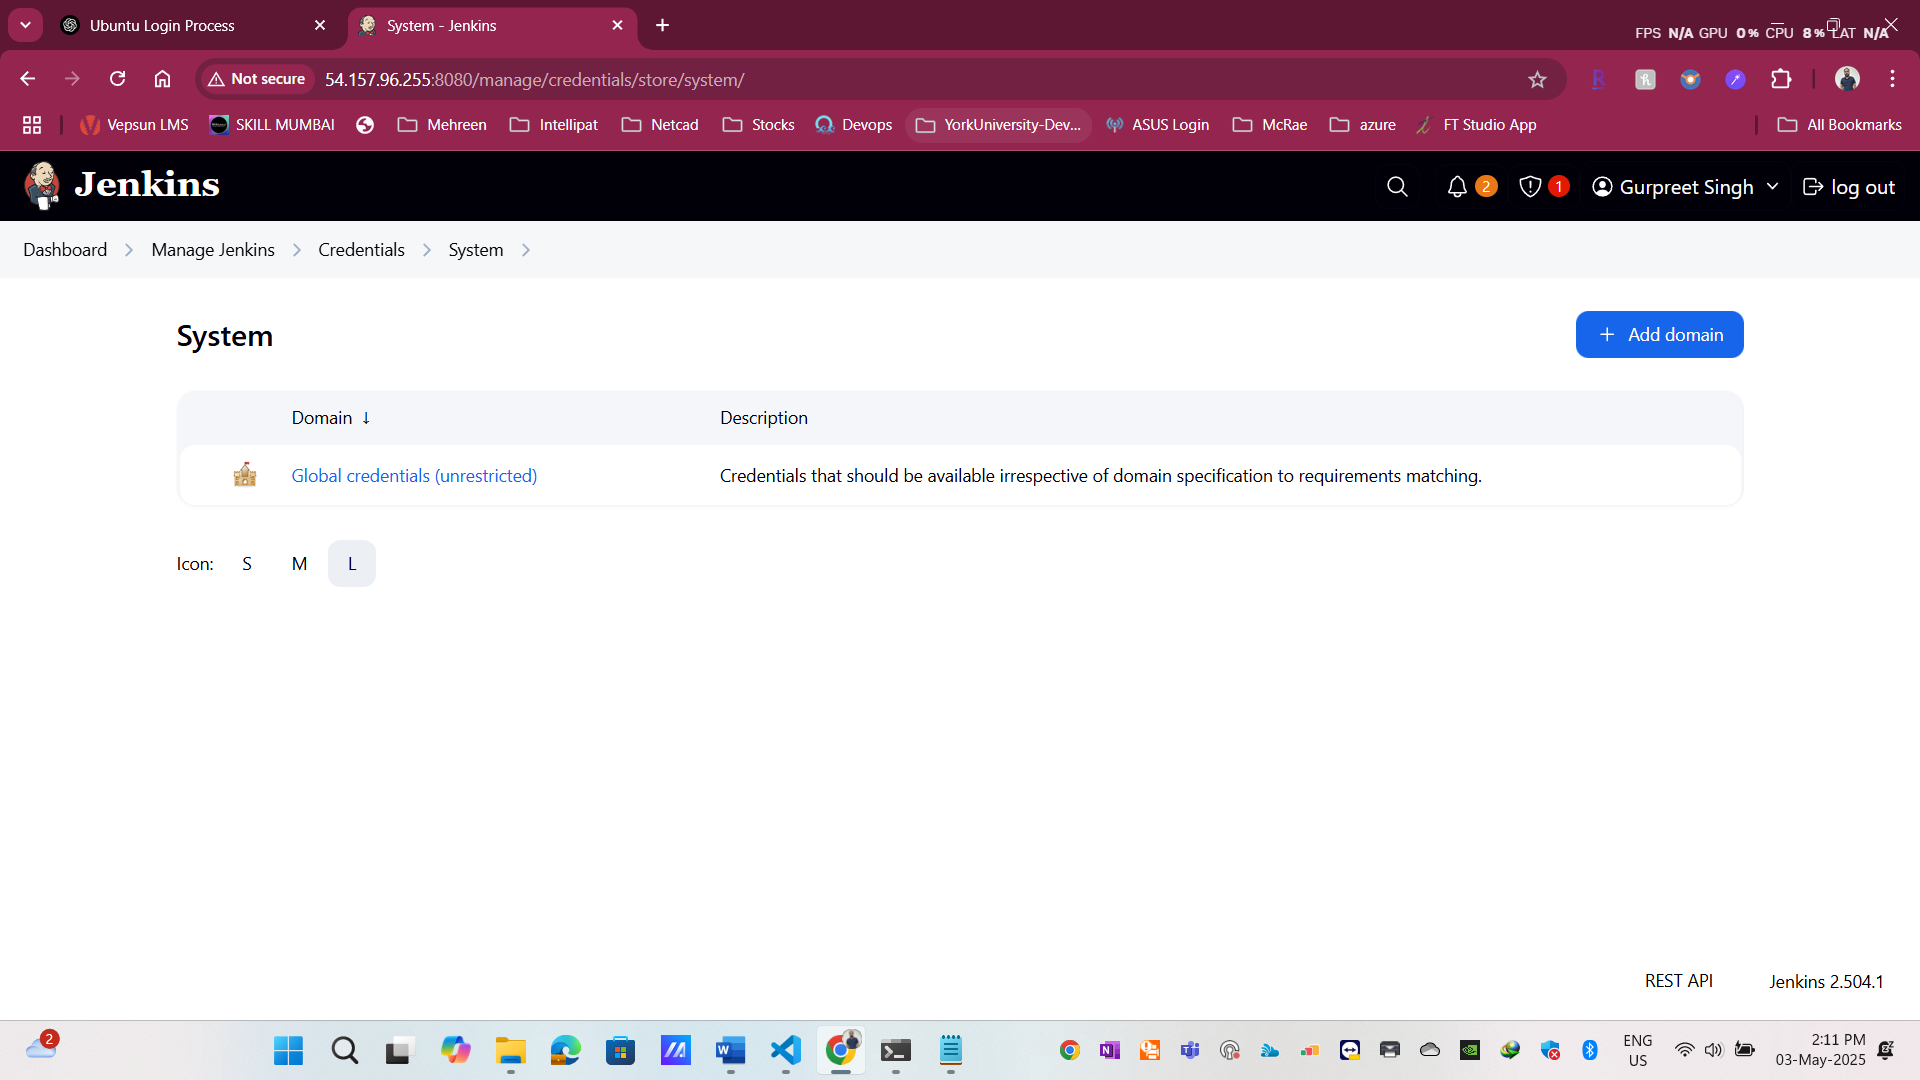 Ubuntu Login Process
System - Jenkins
FPS N/A GPU 0% CPU 8% LAT N/A
Not secure
54.157.96.255:8080/manage/credentials/store/system/
Vepsun LMS
SKILL MUMBAI
Mehreen
Intellipat
Netcad
Stocks
Devops
YorkUniversity-Dev...
ASUS Login
McRae
azure
FT Studio App
All Bookmarks
Jenkins
2
1
Gurpreet Singh
log out
Dashboard
Manage Jenkins
Credentials
System
System
+ Add domain
Domain ↓
Description
Global credentials (unrestricted)
Credentials that should be available irrespective of domain specification to requirements matching.
Icon: S M L
REST API
Jenkins 2.504.1
2
ENG
US
2:11 PM
03-May-2025